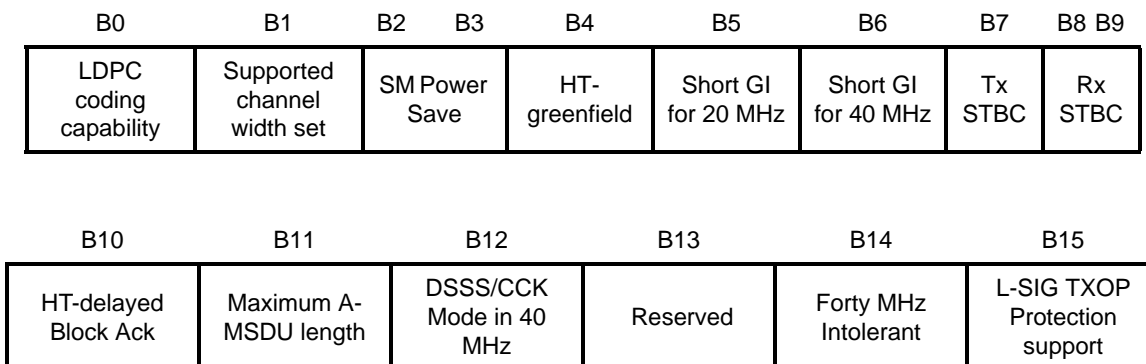 B0 B1 B2 B3 B4 B5 B6 B7 B8 B9
LDPC coding capability
Supported channel width set
SM Power Save
HT-greenfield
Short GI for 20 MHz
Short GI for 40 MHz
Tx STBC
Rx STBC
B10 B11 B12 B13 B14 B15
HT-delayed Block Ack
Maximum A-MSDU length
DSSS/CCK Mode in 40 MHz
Reserved
Forty MHz Intolerant
L-SIG TXOP Protection support